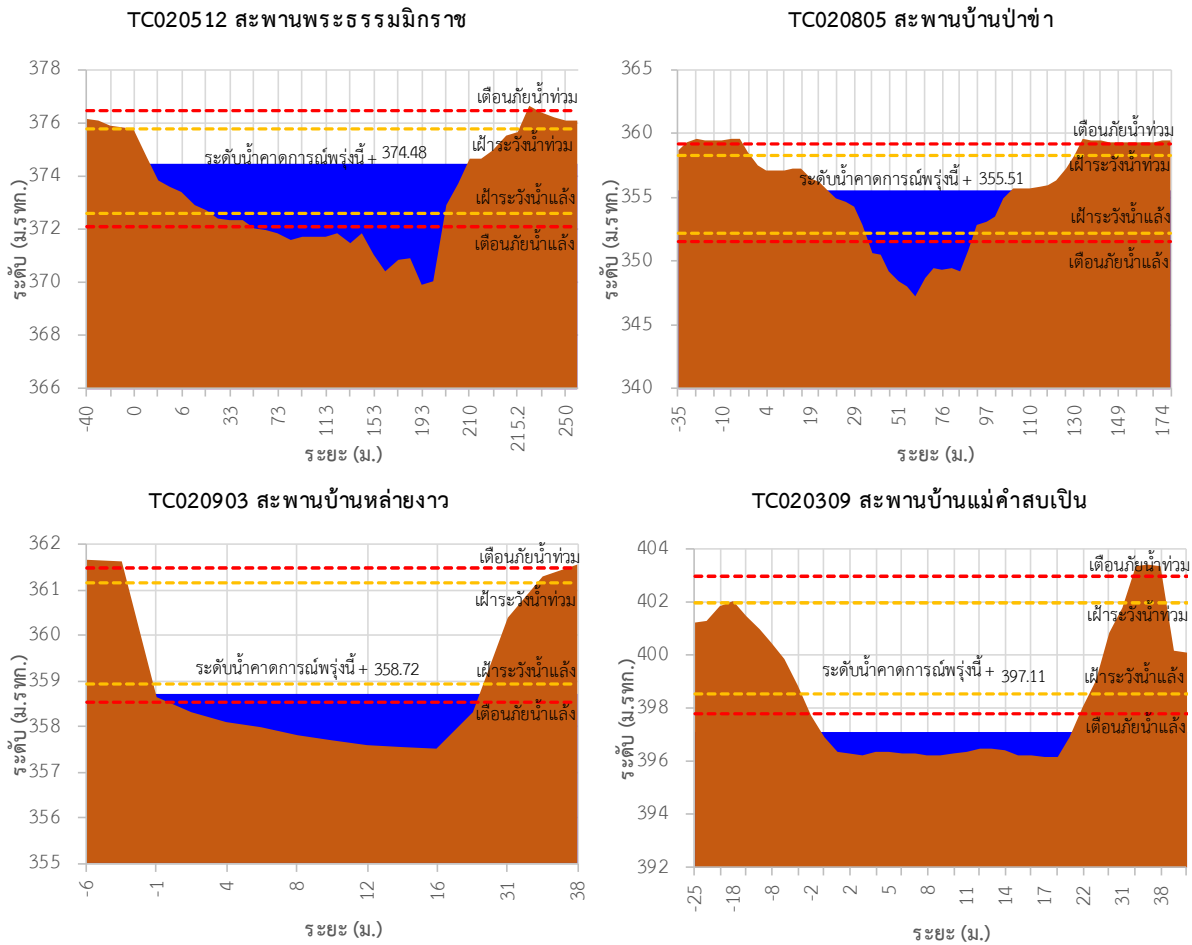 TC020512 สะพานพระธรรมมิกราช
ระดับ (ม.รทก.)
378
376
374
372
370
368
366
เตือนภัยน้ำท่วม
เฝ้าระวังน้ำท่วม
ระดับน้ำคาดการณ์พรุ่งนี้ + 374.48
เฝ้าระวังน้ำแล้ง
เตือนภัยน้ำแล้ง
-40 0 6 33 73 113 153 193 210 215.2 250
ระยะ (ม.)
TC020805 สะพานบ้านป่าข่า
ระดับ (ม.รทก.)
365
360
355
350
345
340
เตือนภัยน้ำท่วม
เฝ้าระวังน้ำท่วม
ระดับน้ำคาดการณ์พรุ่งนี้ + 355.51
เฝ้าระวังน้ำแล้ง
เตือนภัยน้ำแล้ง
-35 -10 4 19 29 51 76 97 110 130 149 174
ระยะ (ม.)
TC020903 สะพานบ้านหล่ายงาว
ระดับ (ม.รทก.)
362
361
360
359
358
357
356
355
เตือนภัยน้ำท่วม
เฝ้าระวังน้ำท่วม
ระดับน้ำคาดการณ์พรุ่งนี้ + 358.72
เฝ้าระวังน้ำแล้ง
เตือนภัยน้ำแล้ง
-6 -1 4 8 12 16 31 38
ระยะ (ม.)
TC020309 สะพานบ้านแม่คำสบเปิน
ระดับ (ม.รทก.)
404
402
400
398
396
394
392
เตือนภัยน้ำท่วม
เฝ้าระวังน้ำท่วม
ระดับน้ำคาดการณ์พรุ่งนี้ + 397.11
เฝ้าระวังน้ำแล้ง
เตือนภัยน้ำแล้ง
-25 -18 -8 -2 2 5 8 11 14 17 22 31 38
ระยะ (ม.)